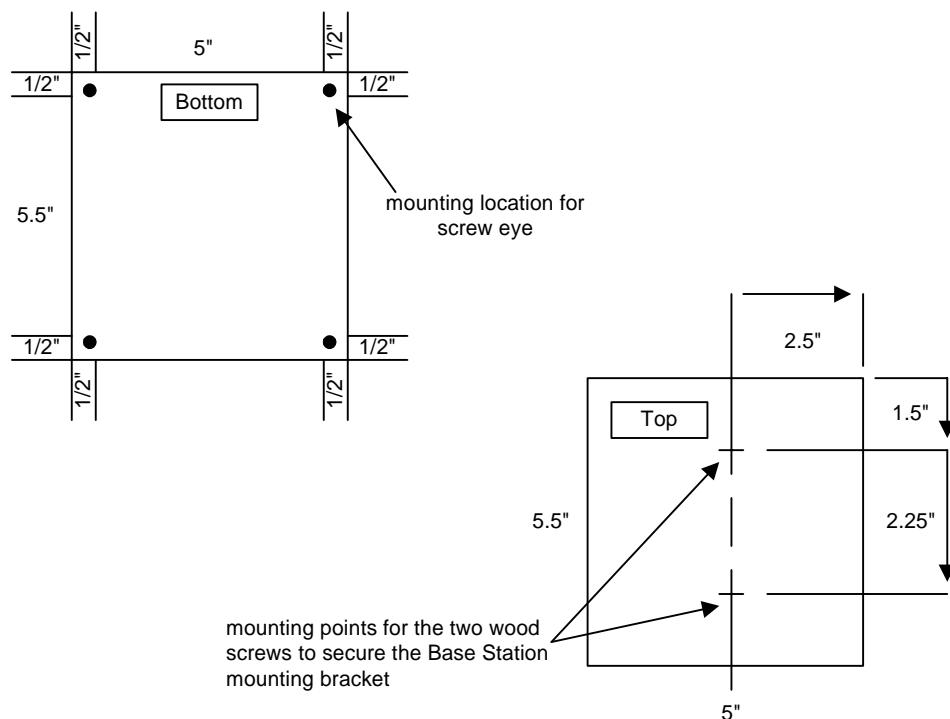 1/2"
5"
1/2"
1/2"
Bottom
1/2"
5.5"
mounting location for
screw eye
1/2"
1/2"
1/2"
1/2"
2.5"
Top
1.5"
5.5"
2.25"
mounting points for the two wood
screws to secure the Base Station
mounting bracket
5"